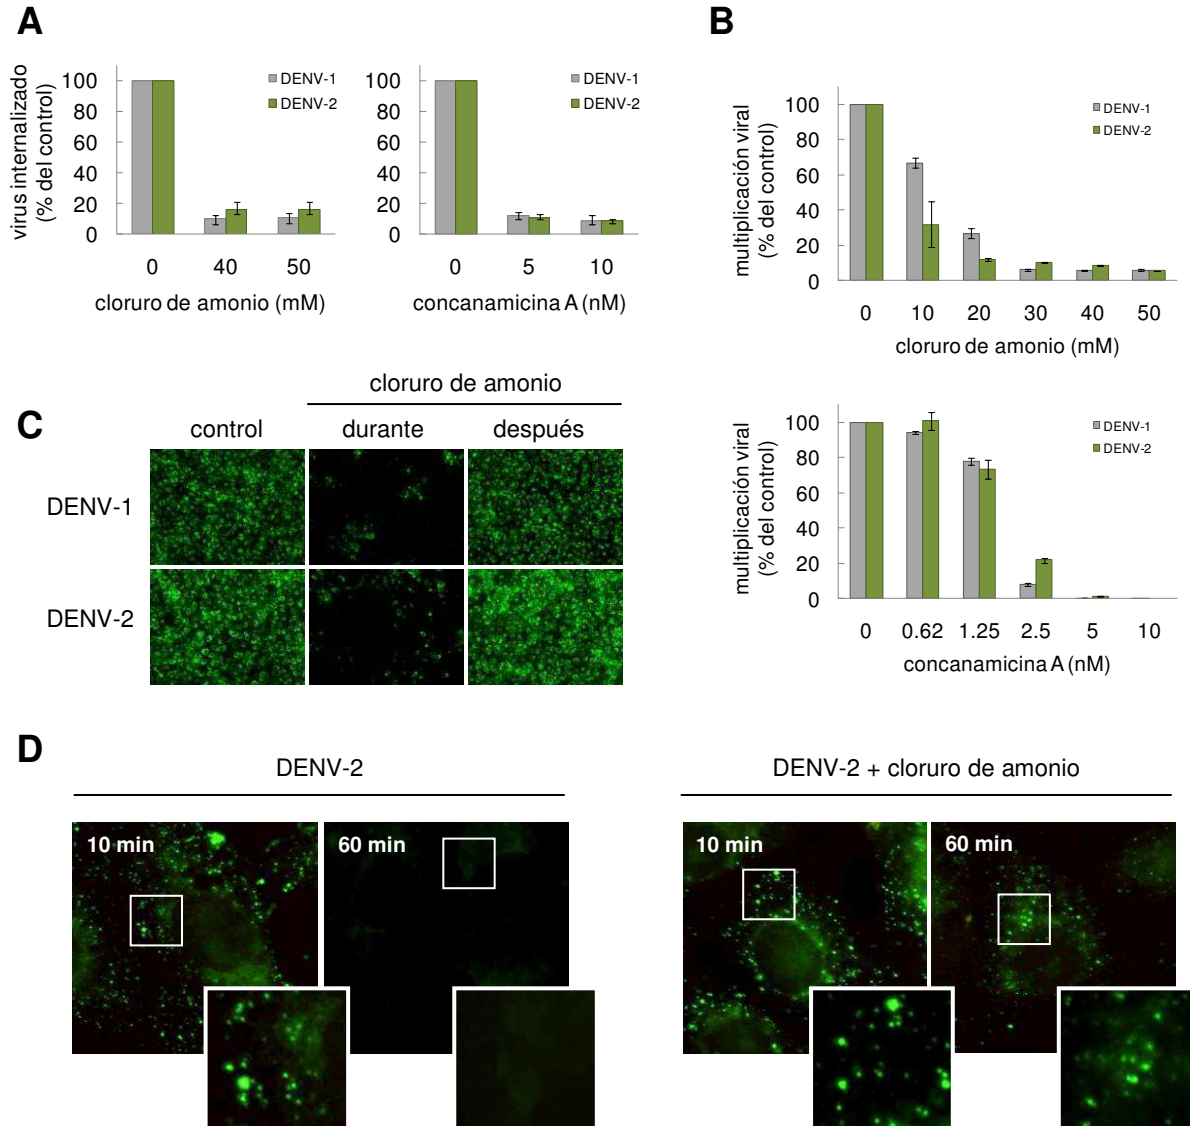 A
virus internalizado
(% del control)
100
80
60
40
20
0
DENV-1
DENV-2
0 40 50
cloruro de amonio (mM)
100
80
60
40
20
0
DENV-1
DENV-2
0 5 10
concanamicina A (nM)
B
multiplicación viral
(% del control)
100
80
60
40
20
0
DENV-1
DENV-2
0 10 20 30 40 50
cloruro de amonio (mM)
multiplicación viral
(% del control)
100
80
60
40
20
0
DENV-1
DENV-2
0 0.62 1.25 2.5 5 10
concanamicina A (nM)
C
cloruro de amonio
control durante después
DENV-1
DENV-2
D
DENV-2
10 min
60 min
DENV-2 + cloruro de amonio
10 min
60 min